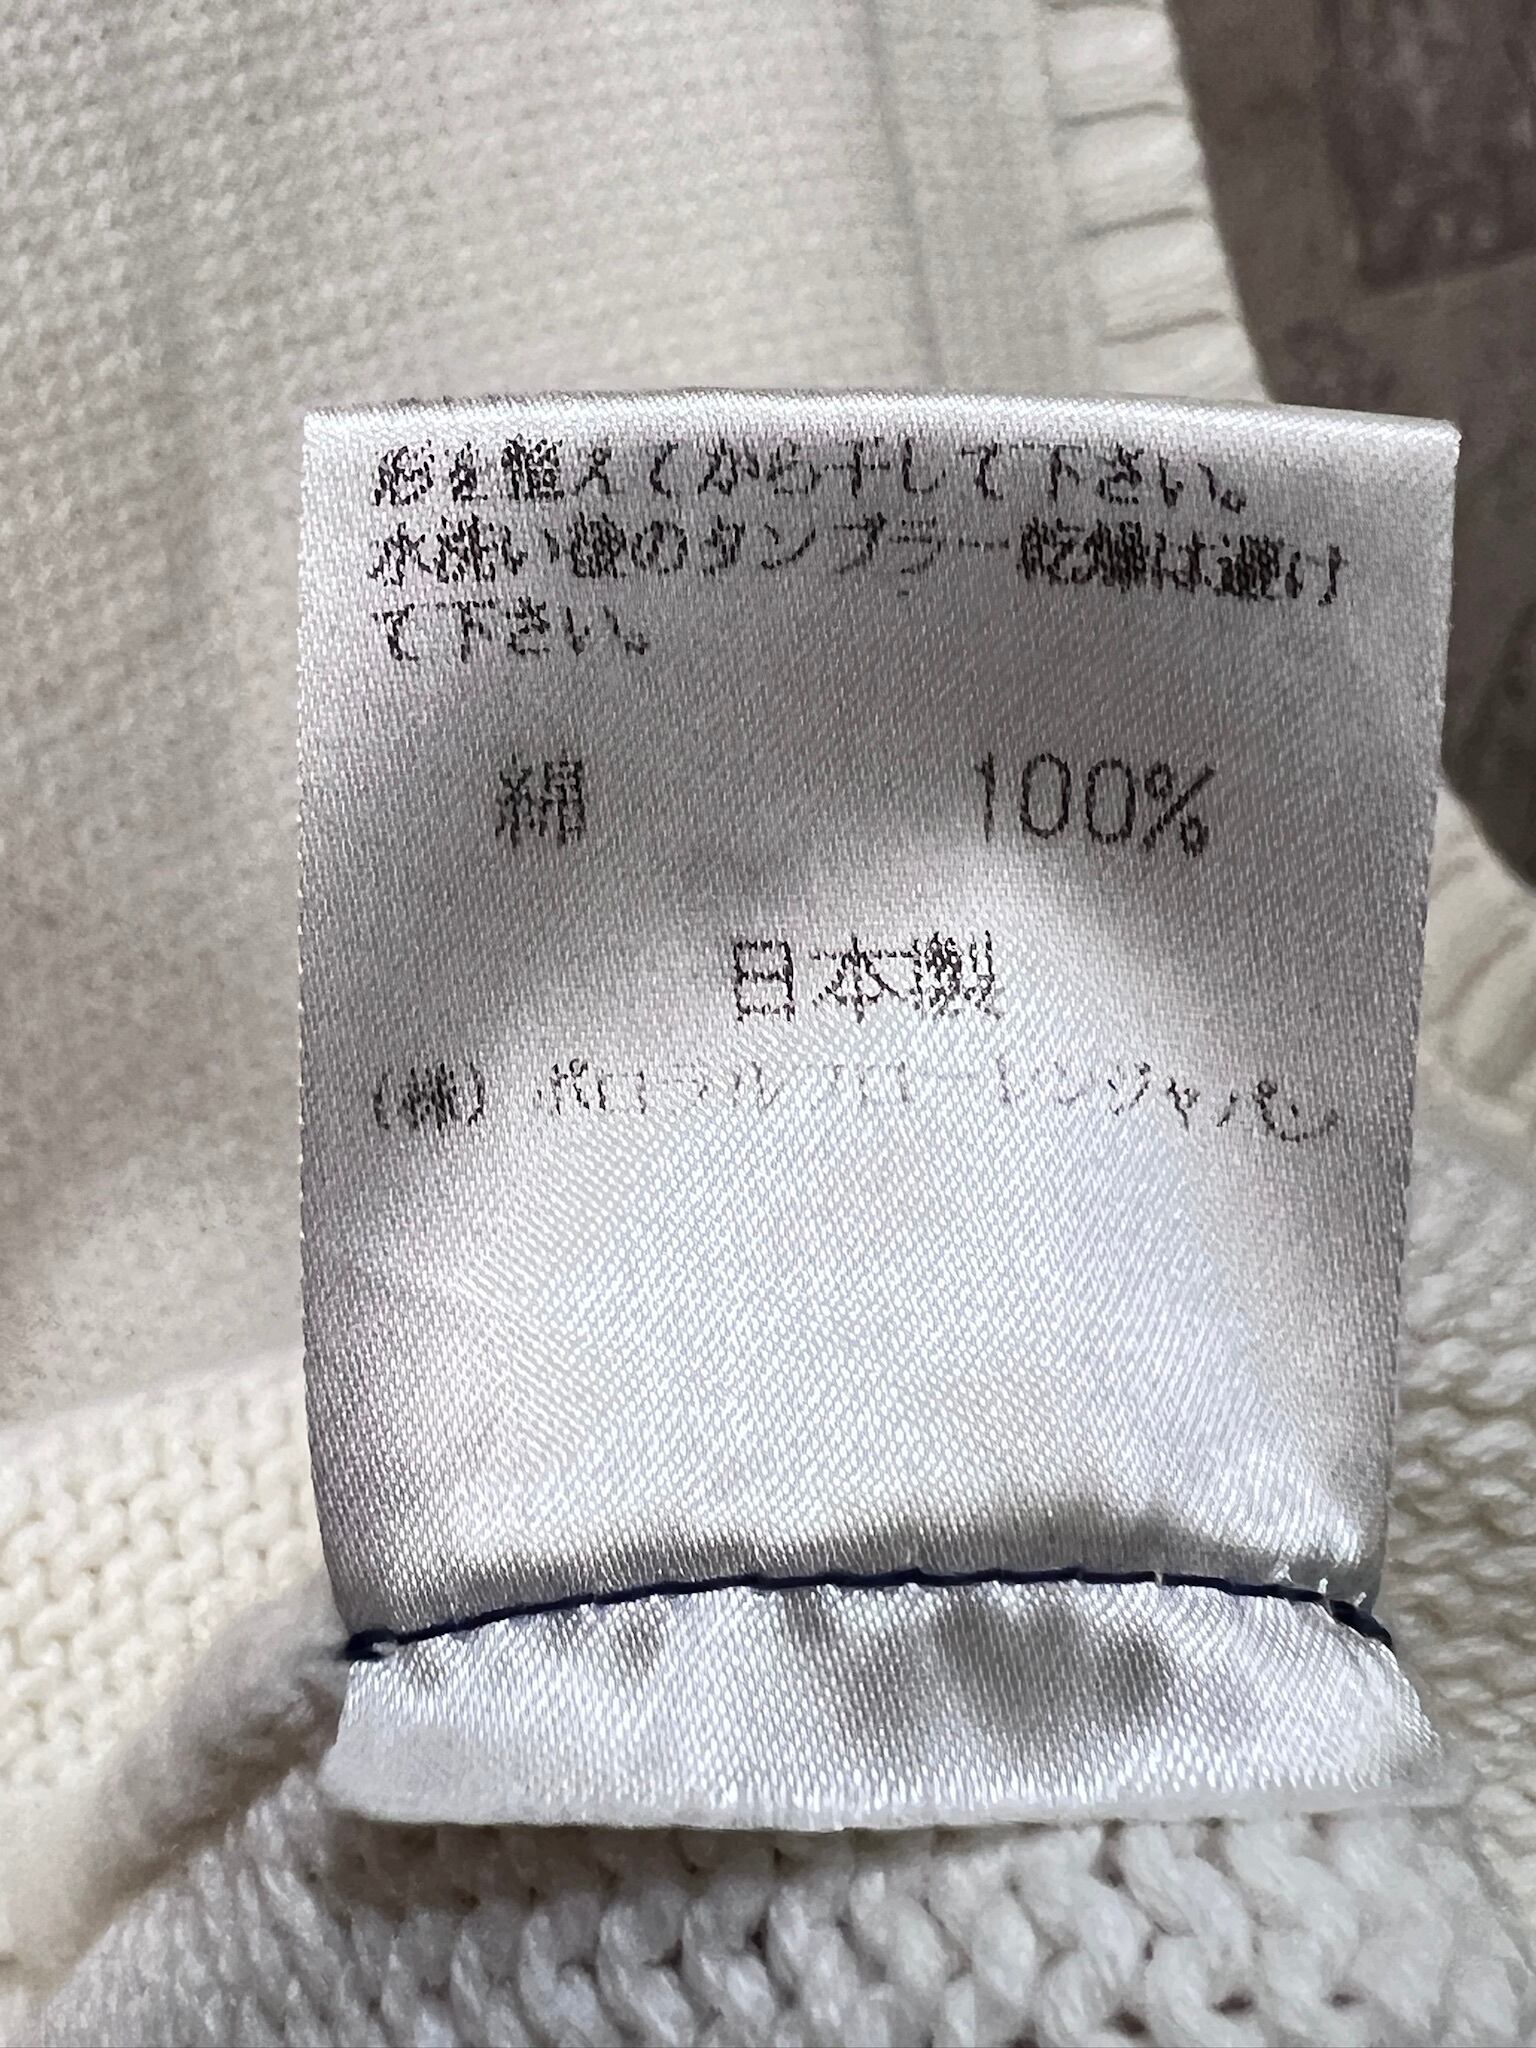 形を整えてから干して下さい。
水洗い後のタンブラー乾燥は避け
て下さい。
綿 100%
日本製
(株) ポロ ラルフローレンジャパン